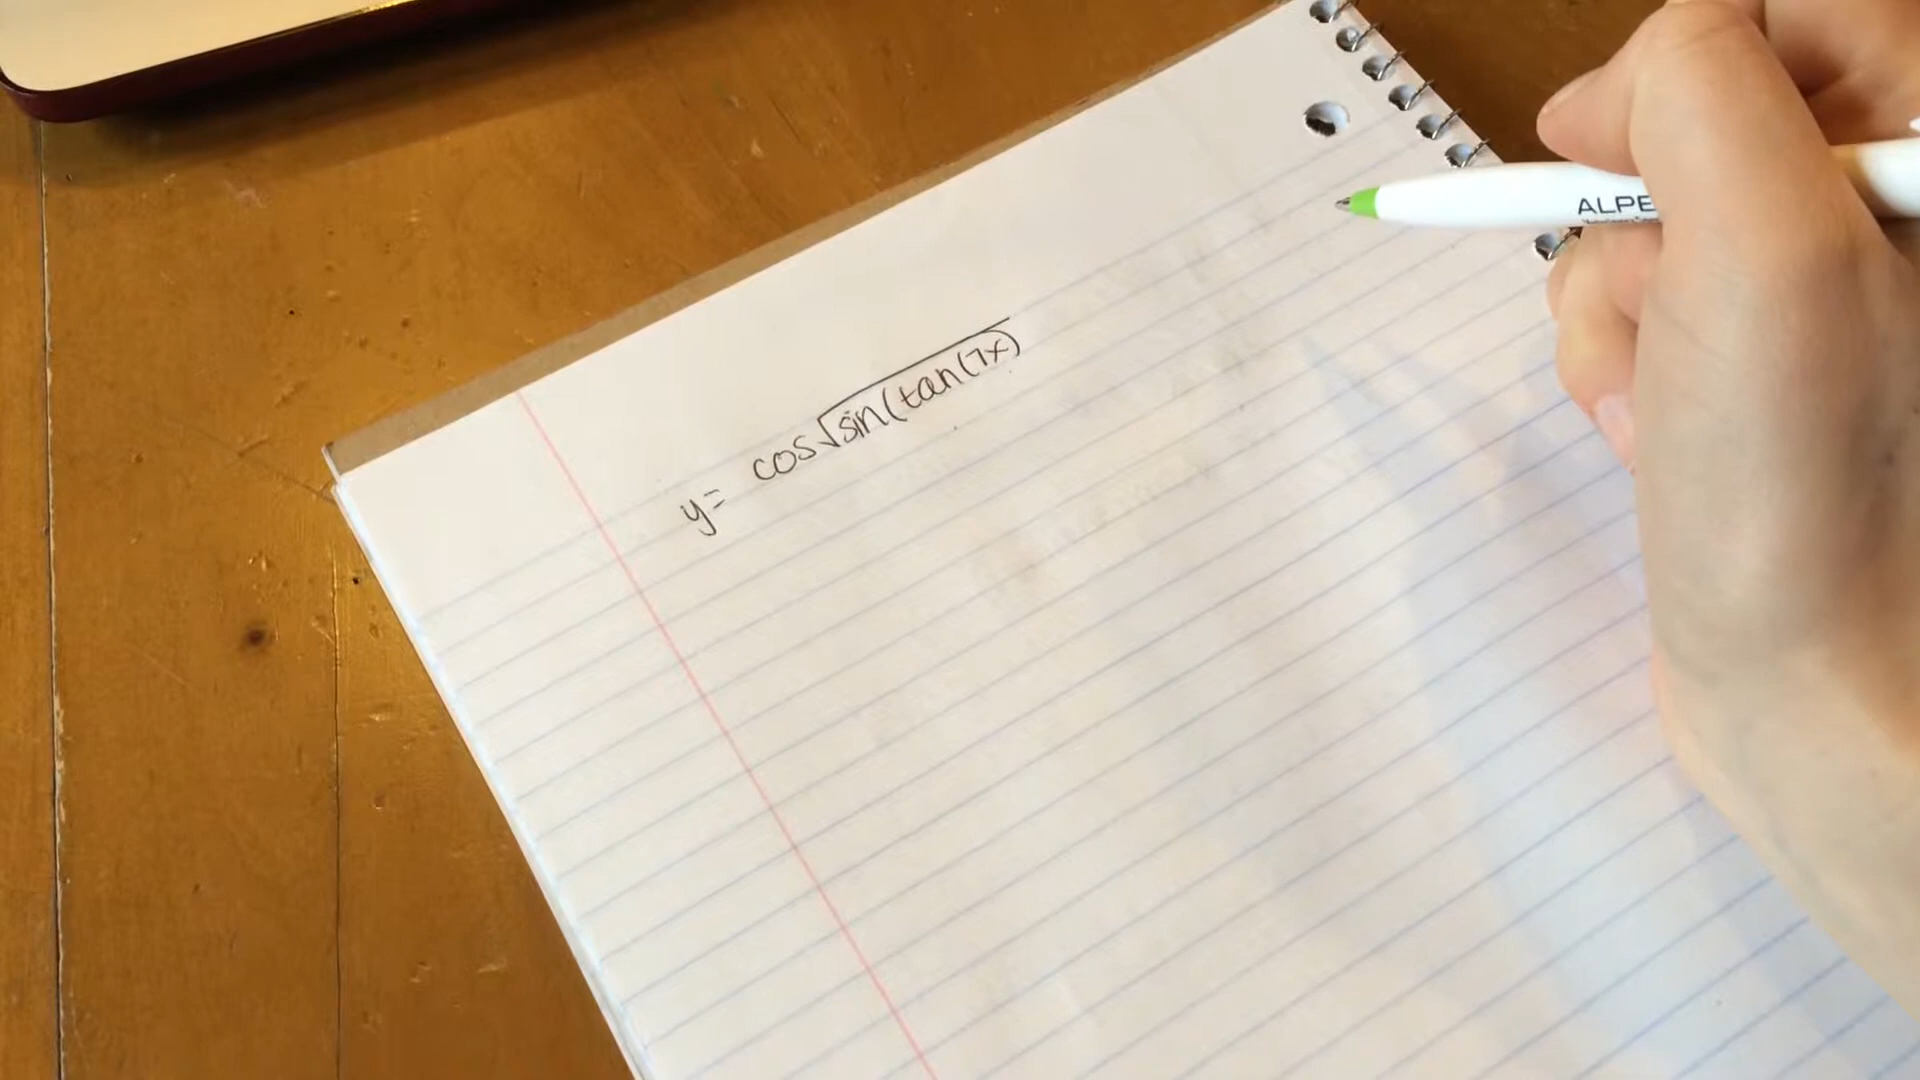 y= cos√sin(tan(7x)
ALPE